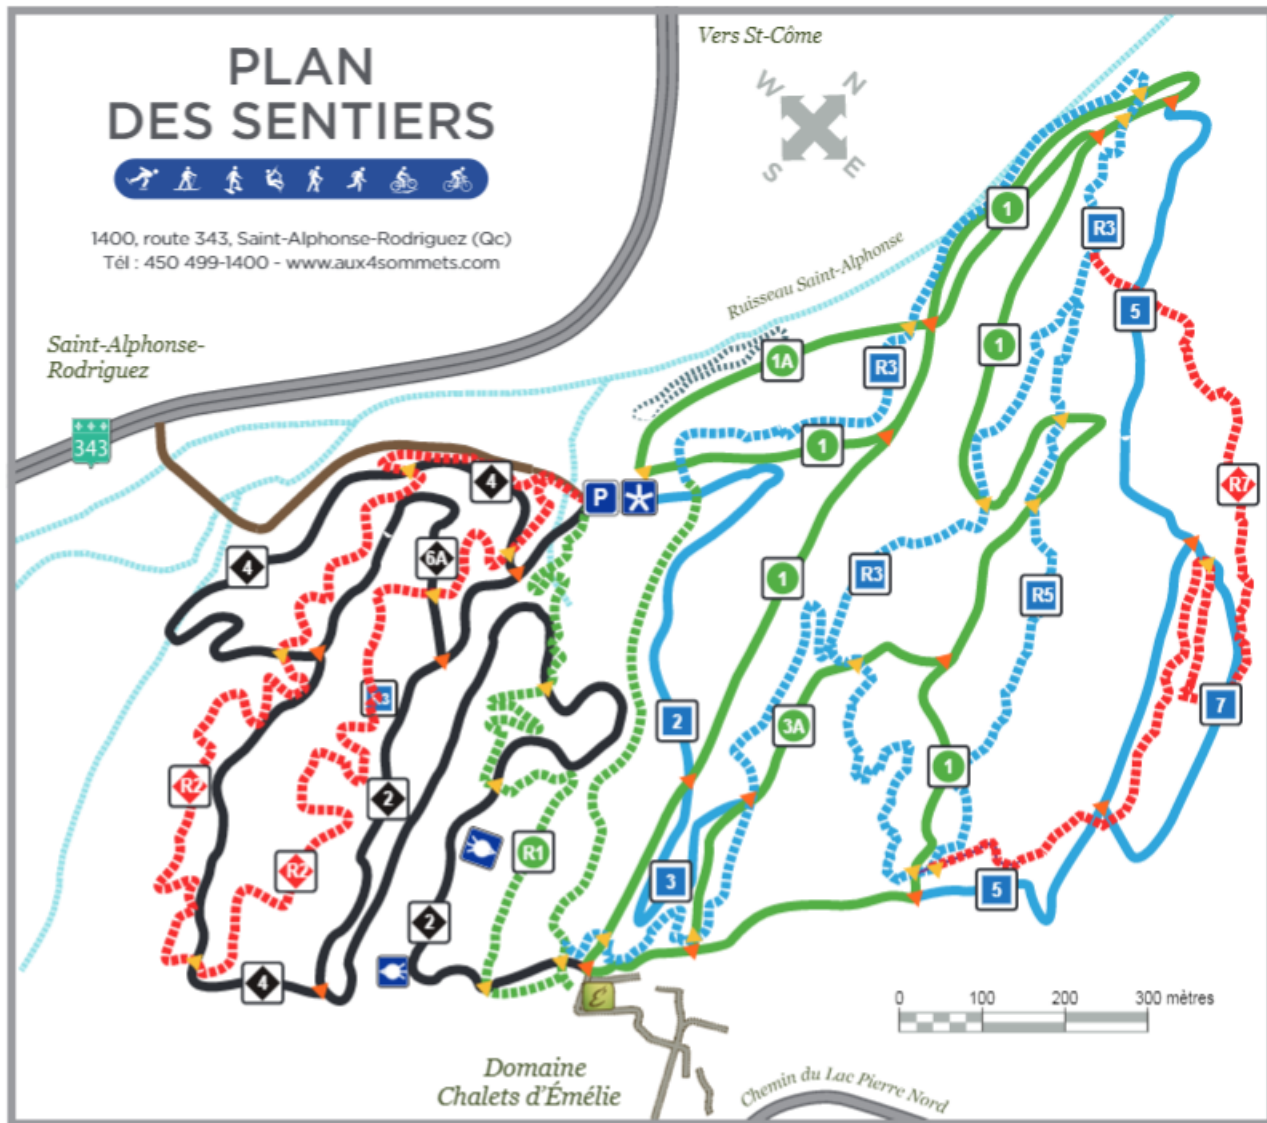 PLAN
DES SENTIERS
1400, route 343, Saint-Alphonse-Rodriguez (Qc)
Tél : 450 499-1400 - www.aux4sommets.com
Vers St-Côme
W
N
S
E
Ruisseau Saint-Alphonse
Saint-Alphonse-
Rodriguez
343
1
R3
5
1
1A
R3
1
4
P
R7
4
6A
1
R3
R5
2
3A
7
R2
2
1
R1
R2
3
5
2
4
E
0 100 200 300 mètres
Domaine
Chalets d'Émélie
Chemin du Lac Pierre Nord